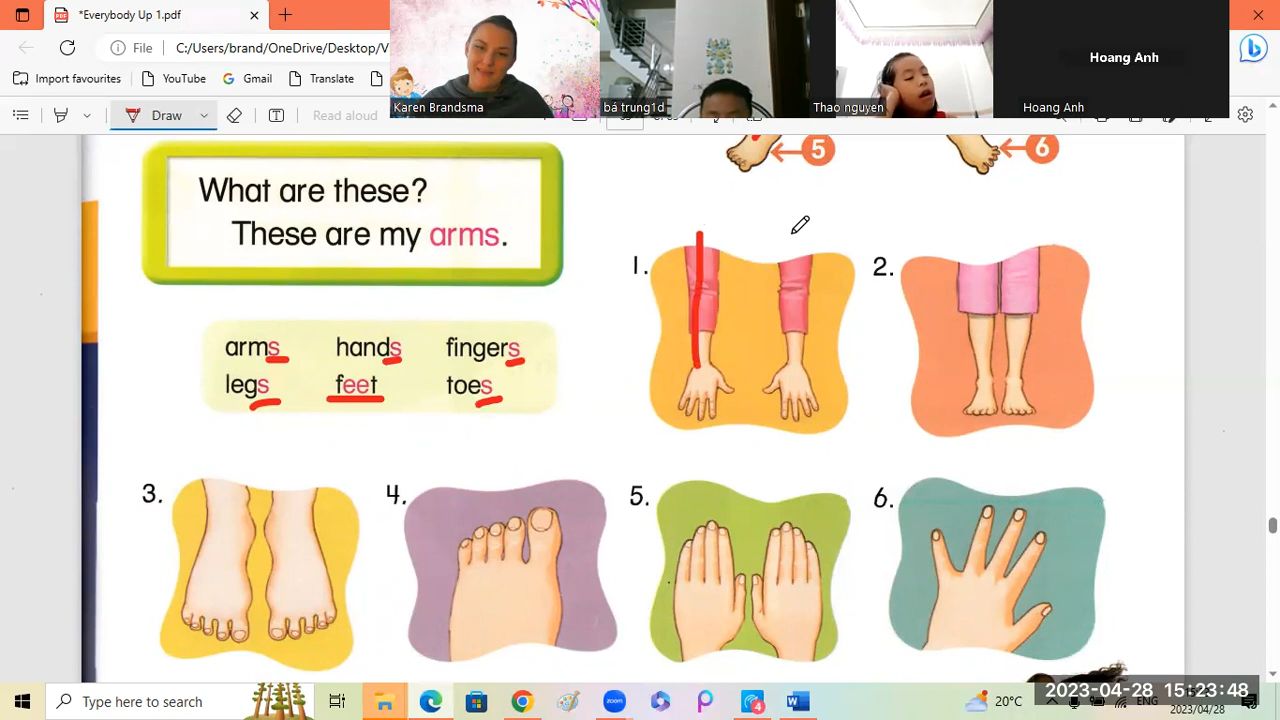 *Everybody Up 1.pdf
File
C:/Users/brand/OneDrive/Desktop/V
Import favourites
YouTube
Gmail
Translate
Draw
Read aloud
Karen Brandsma
bá trung1d
Thao nguyen
Hoang Anh
Hoang Anh
5
6
What are these?
These are my arms.
arms hands fingers
legs feet toes
1.
2.
3.
4.
5.
6.
Type here to search
4
20°C
ENG
2023-04-28 15:23:48
2023/04/28